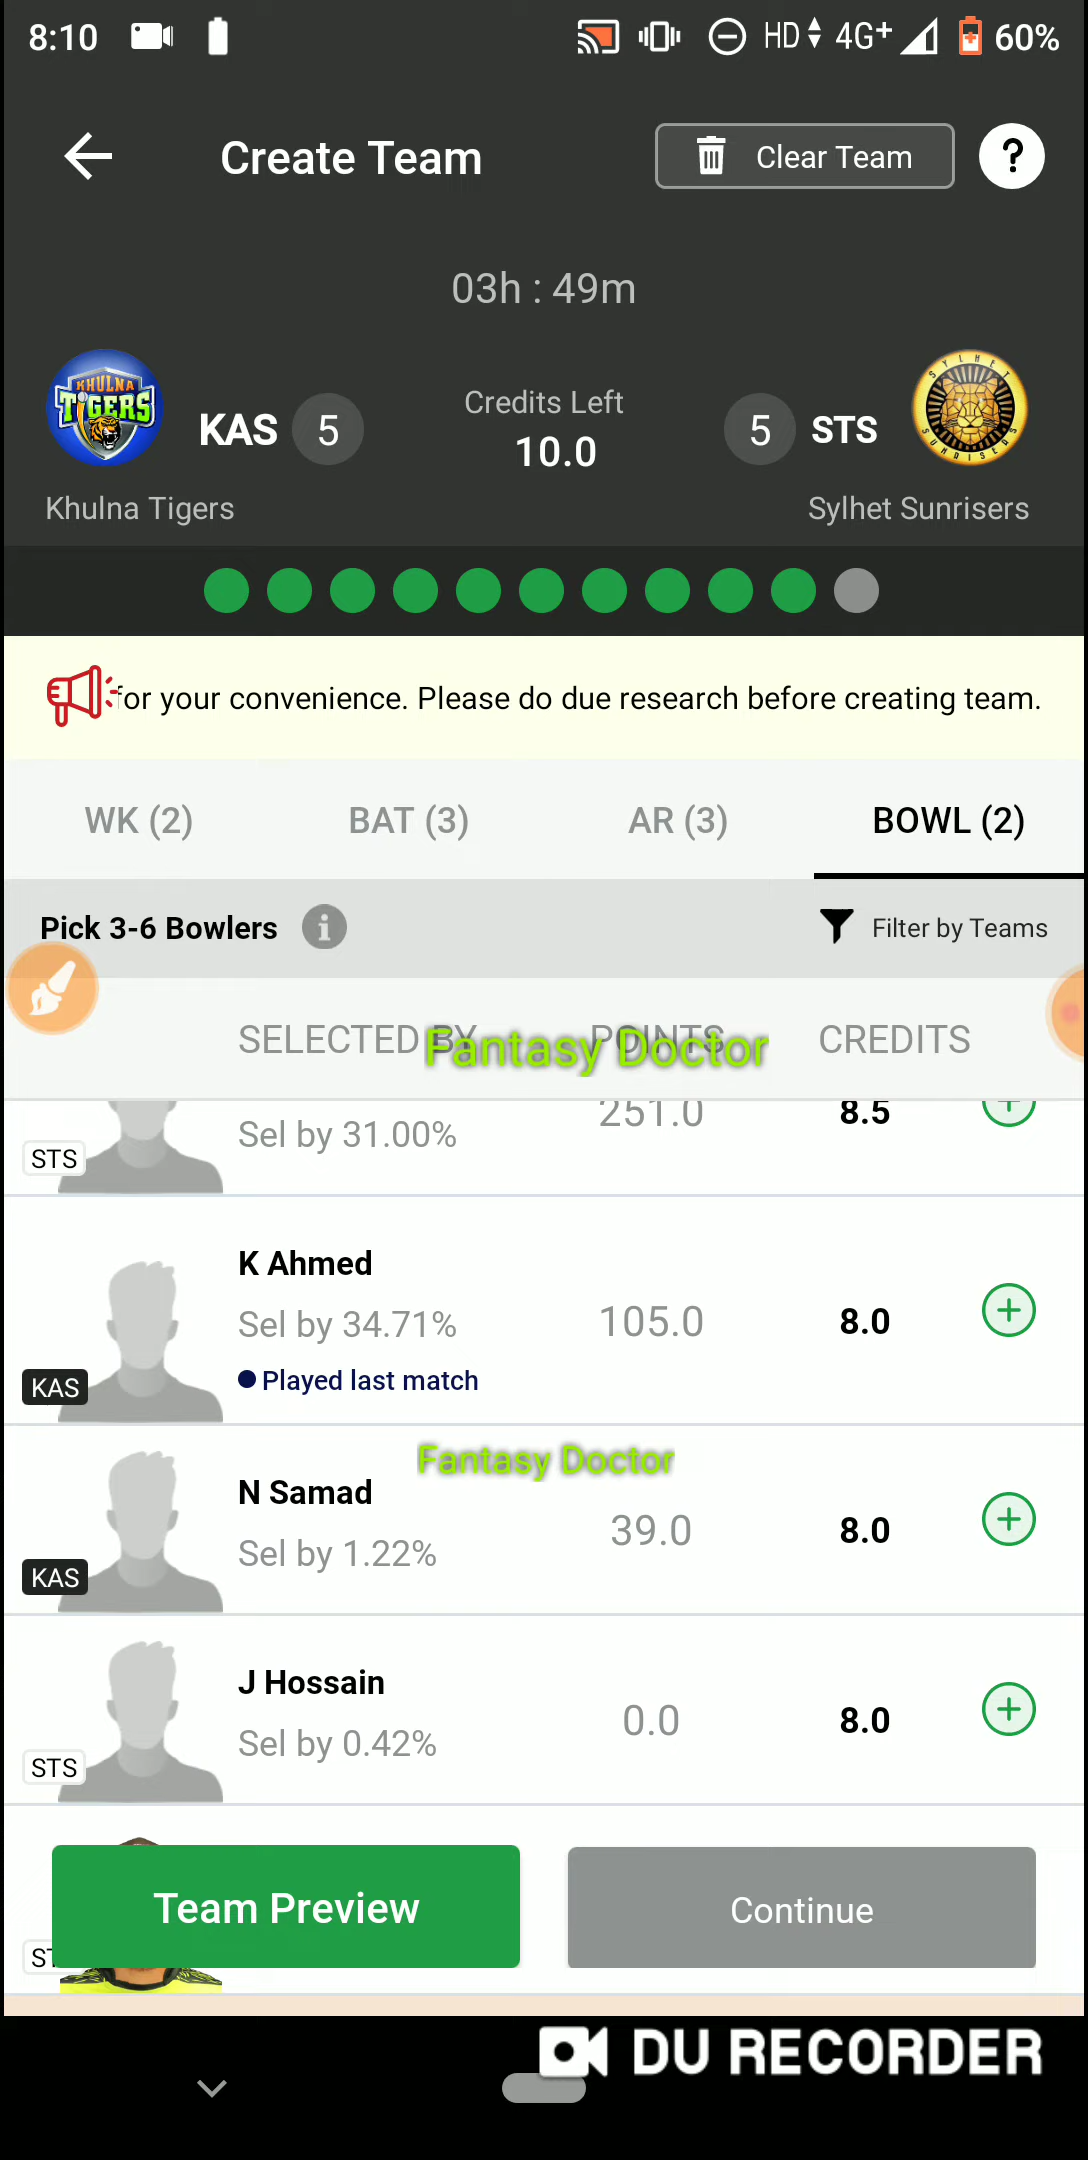 8:10 HD 4G+ 60%
Create Team Clear Team ?
03h : 49m
KHULNA
TIGERS
SYLHET
SUNRISERS
KAS 5 Credits Left 5 STS
10.0
Khulna Tigers Sylhet Sunrisers
for your convenience. Please do due research before creating team.
WK (2) BAT (3) AR (3) BOWL (2)
Pick 3-6 Bowlers i Filter by Teams
SELECTED BY POINTS CREDITS
Fantasy Doctor
Sel by 31.00% 251.0 8.5
STS
K Ahmed
Sel by 34.71% 105.0 8.0
KAS Played last match
Fantasy Doctor
N Samad
Sel by 1.22% 39.0 8.0
KAS
J Hossain
Sel by 0.42% 0.0 8.0
STS
Team Preview Continue
ST
DU RECORDER